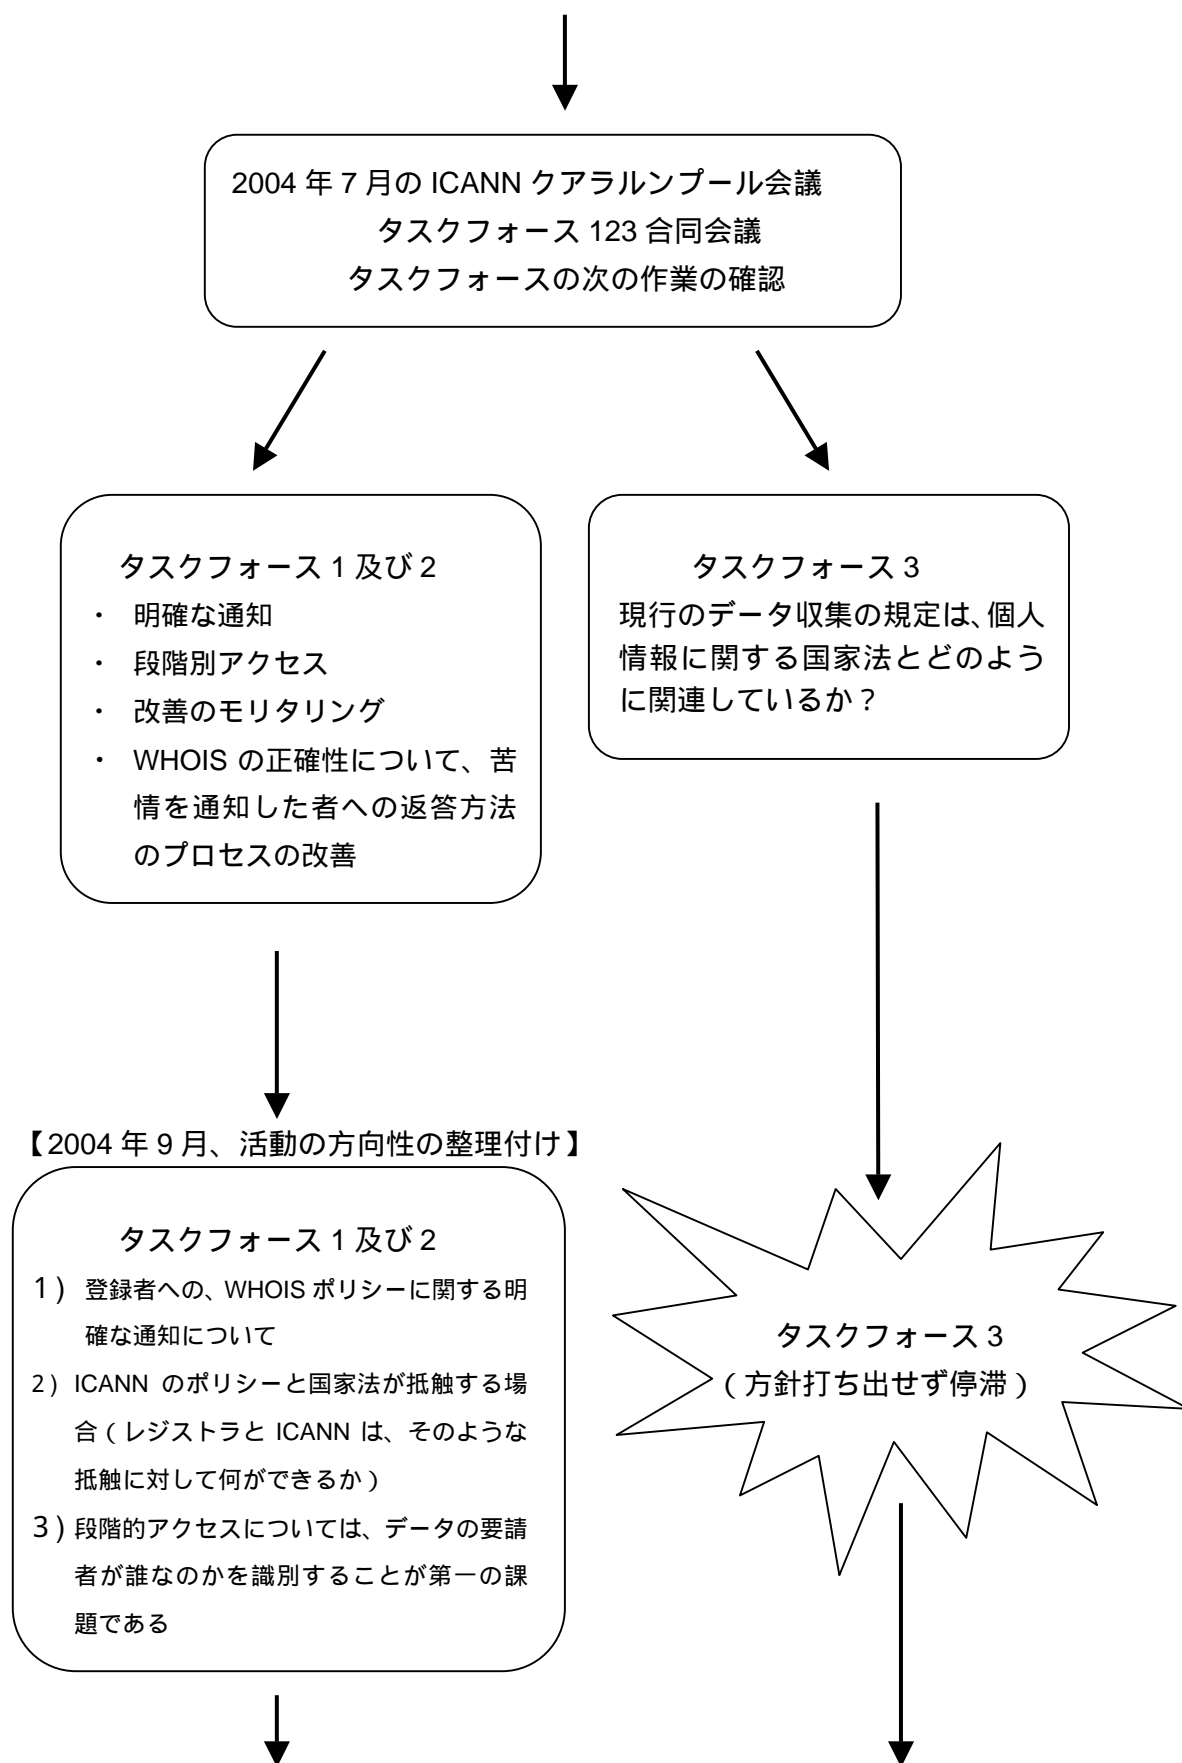 2004 年 7 月の ICANN クアラルンプール会議
タスクフォース 123 合同会議
タスクフォースの次の作業の確認
タスクフォース 1 及び 2
・ 明確な通知
・ 段階別アクセス
・ 改善のモリタリング
・ WHOIS の正確性について、苦
情を通知した者への返答方法
のプロセスの改善
タスクフォース 3
現行のデータ収集の規定は、個人
情報に関する国家法とどのよう
に関連しているか?
【2004 年 9 月、活動の方向性の整理付け】
タスクフォース 1 及び 2
1) 登録者への、WHOIS ポリシーに関する明
確な通知について
2) ICANN のポリシーと国家法が抵触する場
合(レジストラと ICANN は、そのような
抵触に対して何ができるか)
3) 段階的アクセスについては、データの要請
者が誰なのかを識別することが第一の課
題である
タスクフォース 3
(方針打ち出せず停滞)